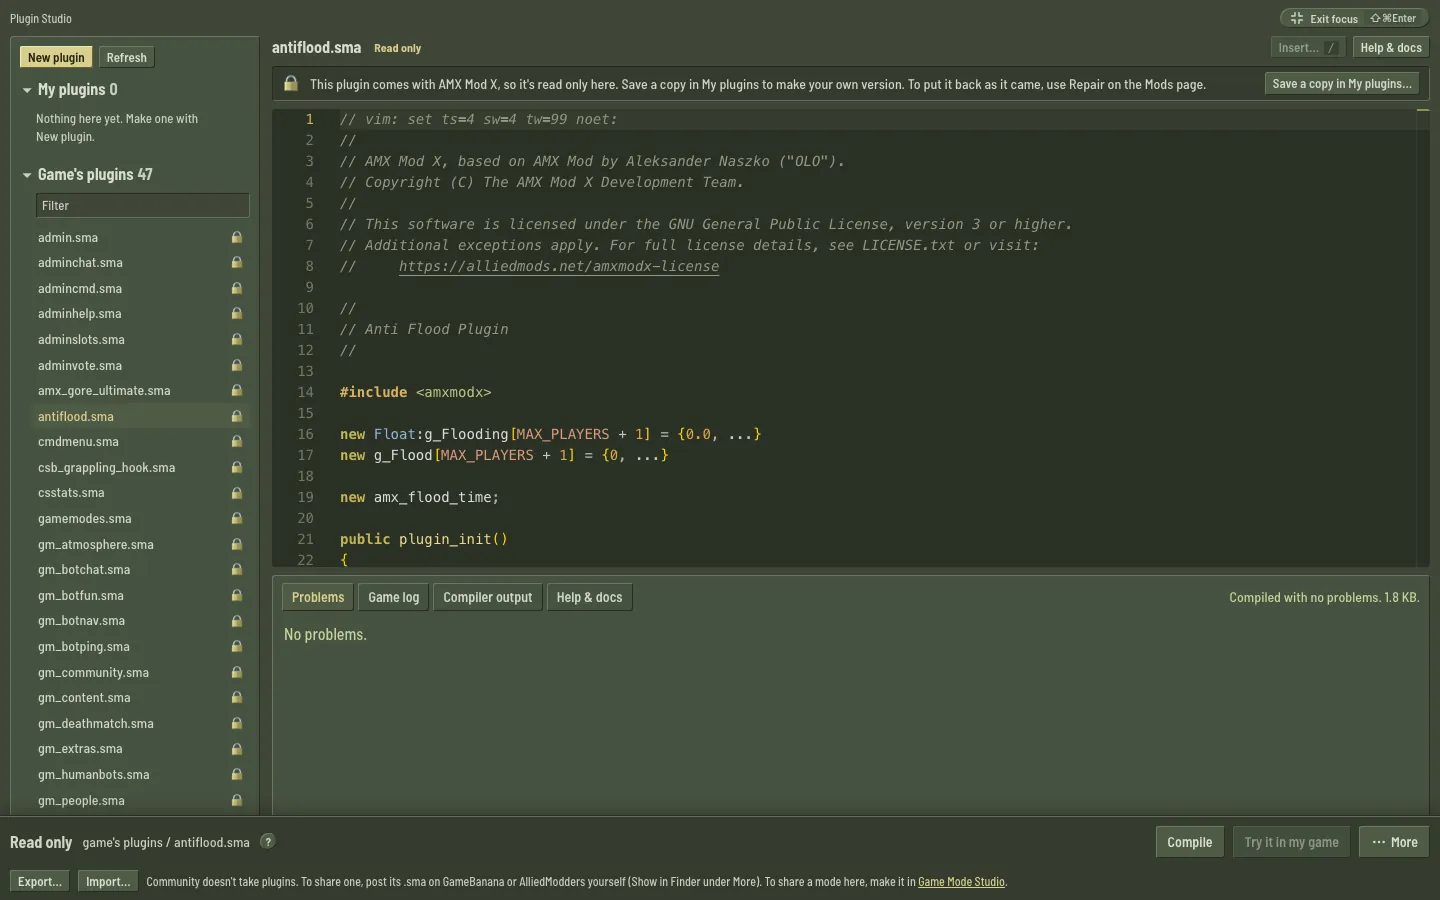 Plugin Studio
Exit focus ⇧⌘Enter
New plugin
Refresh
My plugins 0
Nothing here yet. Make one with
New plugin.
Game's plugins 47
Filter
admin.sma
adminchat.sma
admincmd.sma
adminhelp.sma
adminslots.sma
adminvote.sma
amx_gore_ultimate.sma
antiflood.sma
cmdmenu.sma
csb_grappling_hook.sma
csstats.sma
gamemodes.sma
gm_atmosphere.sma
gm_botchat.sma
gm_botfun.sma
gm_botnav.sma
gm_botping.sma
gm_community.sma
gm_content.sma
gm_deathmatch.sma
gm_extras.sma
gm_humanbots.sma
gm_people.sma
antiflood.sma Read only
Insert... /
Help & docs
This plugin comes with AMX Mod X, so it's read only here. Save a copy in My plugins to make your own version. To put it back as it came, use Repair on the Mods page.
Save a copy in My plugins...
1 // vim: set ts=4 sw=4 tw=99 noet:
2 //
3 // AMX Mod X, based on AMX Mod by Aleksander Naszko ("OLO").
4 // Copyright (C) The AMX Mod X Development Team.
5 //
6 // This software is licensed under the GNU General Public License, version 3 or higher.
7 // Additional exceptions apply. For full license details, see LICENSE.txt or visit:
8 //     https://alliedmods.net/amxmodx-license
9
10 //
11 // Anti Flood Plugin
12 //
13
14 #include <amxmodx>
15
16 new Float:g_Flooding[MAX_PLAYERS + 1] = {0.0, ...}
17 new g_Flood[MAX_PLAYERS + 1] = {0, ...}
18
19 new amx_flood_time;
20
21 public plugin_init()
22 {
Problems
Game log
Compiler output
Help & docs
Compiled with no problems. 1.8 KB.
No problems.
Read only game's plugins / antiflood.sma ?
Compile
Try it in my game
··· More
Export...
Import...
Community doesn't take plugins. To share one, post its .sma on GameBanana or AlliedModders yourself (Show in Finder under More). To share a mode here, make it in Game Mode Studio.